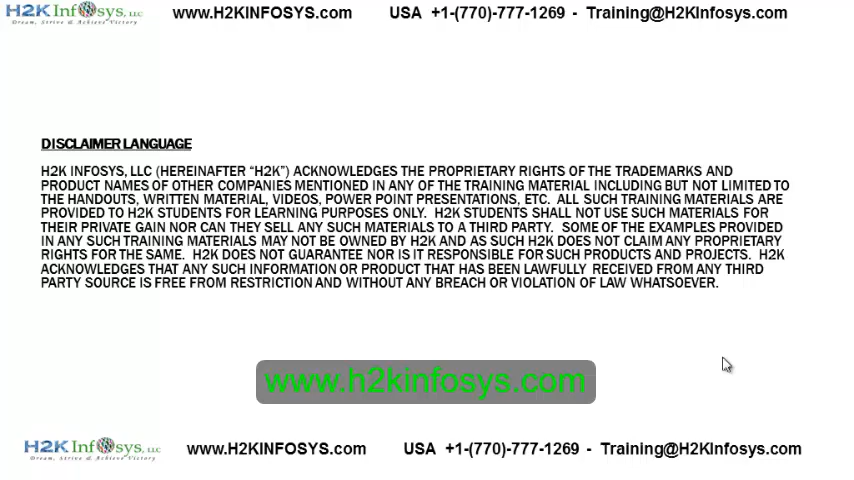 H2K Infosys, LLC www.H2KINFOSYS.com USA +1-(770)-777-1269 - Training@H2KInfosys.com
Dream, Strive & Achieve Victory
DISCLAIMER LANGUAGE
H2K INFOSYS, LLC (HEREINAFTER “H2K”) ACKNOWLEDGES THE PROPRIETARY RIGHTS OF THE TRADEMARKS AND
PRODUCT NAMES OF OTHER COMPANIES MENTIONED IN ANY OF THE TRAINING MATERIAL INCLUDING BUT NOT LIMITED TO
THE HANDOUTS, WRITTEN MATERIAL, VIDEOS, POWER POINT PRESENTATIONS, ETC. ALL SUCH TRAINING MATERIALS ARE
PROVIDED TO H2K STUDENTS FOR LEARNING PURPOSES ONLY. H2K STUDENTS SHALL NOT USE SUCH MATERIALS FOR
THEIR PRIVATE GAIN NOR CAN THEY SELL ANY SUCH MATERIALS TO A THIRD PARTY. SOME OF THE EXAMPLES PROVIDED
IN ANY SUCH TRAINING MATERIALS MAY NOT BE OWNED BY H2K AND AS SUCH H2K DOES NOT CLAIM ANY PROPRIETARY
RIGHTS FOR THE SAME. H2K DOES NOT GUARANTEE NOR IS IT RESPONSIBLE FOR SUCH PRODUCTS AND PROJECTS. H2K
ACKNOWLEDGES THAT ANY SUCH INFORMATION OR PRODUCT THAT HAS BEEN LAWFULLY RECEIVED FROM ANY THIRD
PARTY SOURCE IS FREE FROM RESTRICTION AND WITHOUT ANY BREACH OR VIOLATION OF LAW WHATSOEVER.
www.h2kinfosys.com
H2K Infosys, LLC www.H2KINFOSYS.com USA +1-(770)-777-1269 - Training@H2KInfosys.com
Dream, Strive & Achieve Victory